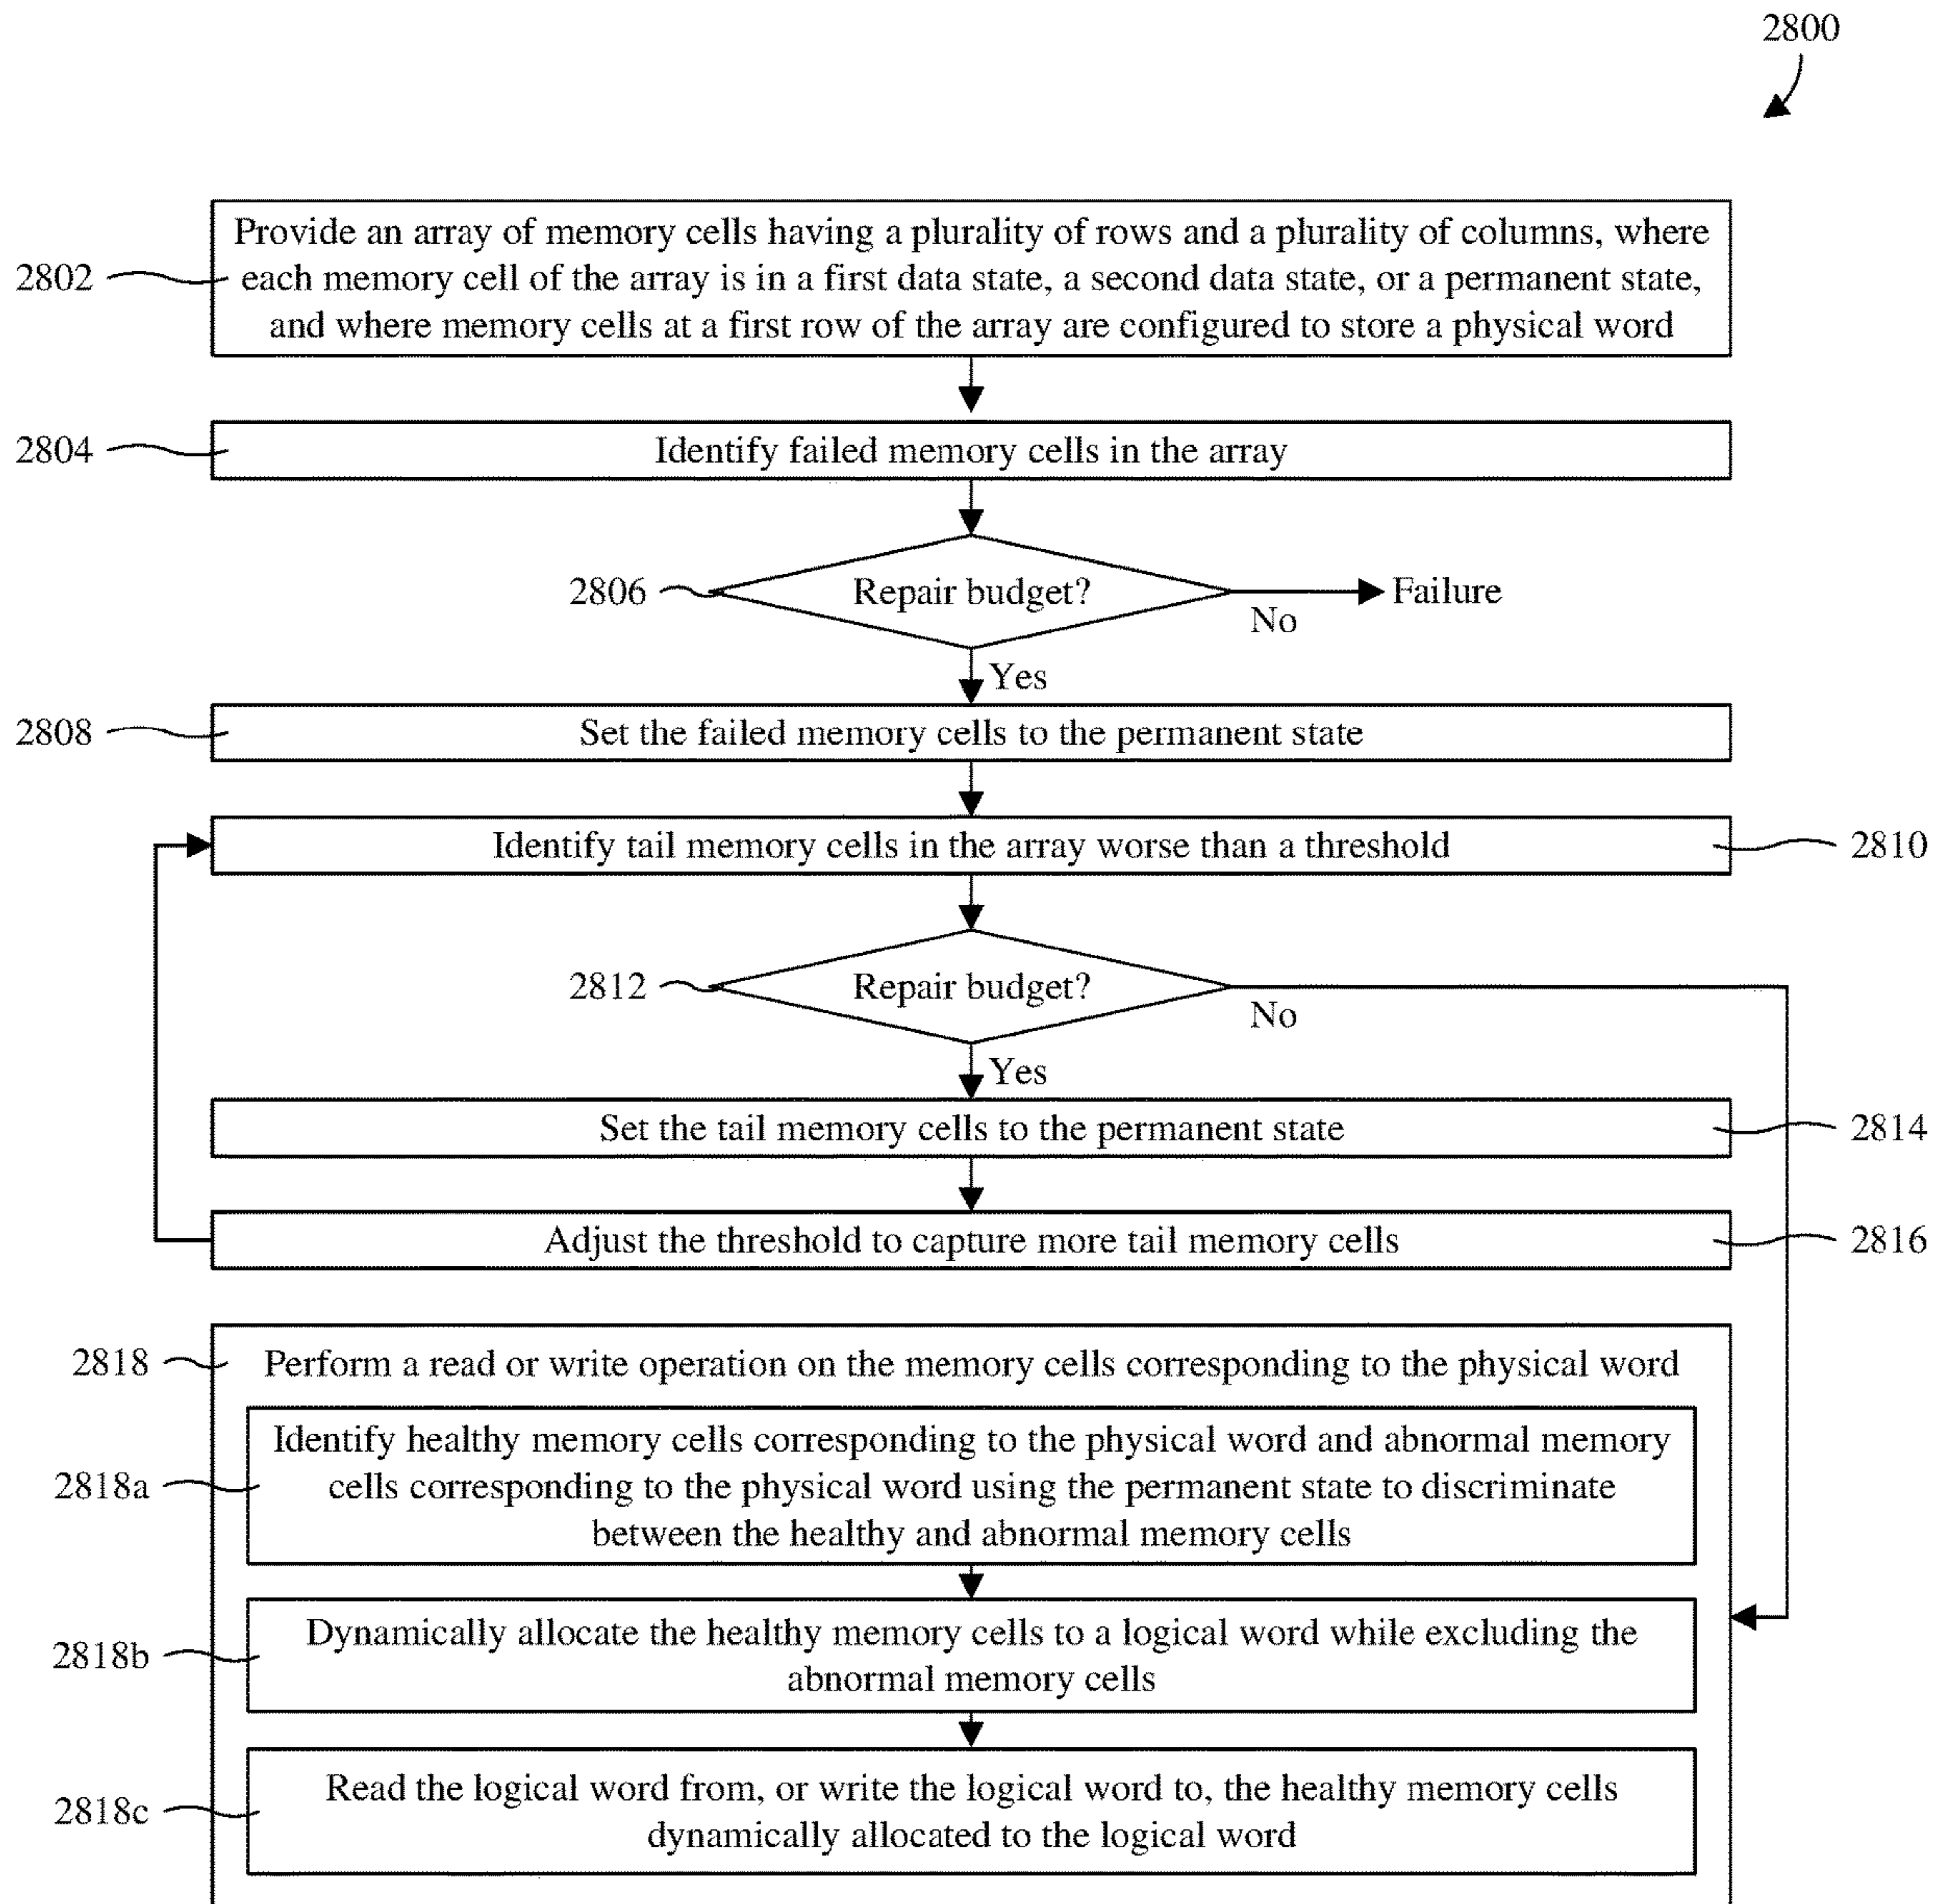 2800
Provide an array of memory cells having a plurality of rows and a plurality of columns, where
2802
each memory cell of the array is in a first data state, a second data state, or a permanent state,
and where memory cells at a first row of the array are configured to store a physical word
2804
Identify failed memory cells in the array
2806
Repair budget?
Failure
No
Yes
2808
Set the failed memory cells to the permanent state
Identify tail memory cells in the array worse than a threshold
2810
2812
Repair budget?
No
Yes
Set the tail memory cells to the permanent state
2814
Adjust the threshold to capture more tail memory cells
2816
2818
Perform a read or write operation on the memory cells corresponding to the physical word
Identify healthy memory cells corresponding to the physical word and abnormal memory
2818a
cells corresponding to the physical word using the permanent state to discriminate
between the healthy and abnormal memory cells
Dynamically allocate the healthy memory cells to a logical word while excluding the
2818b
abnormal memory cells
Read the logical word from, or write the logical word to, the healthy memory cells
2818c
dynamically allocated to the logical word